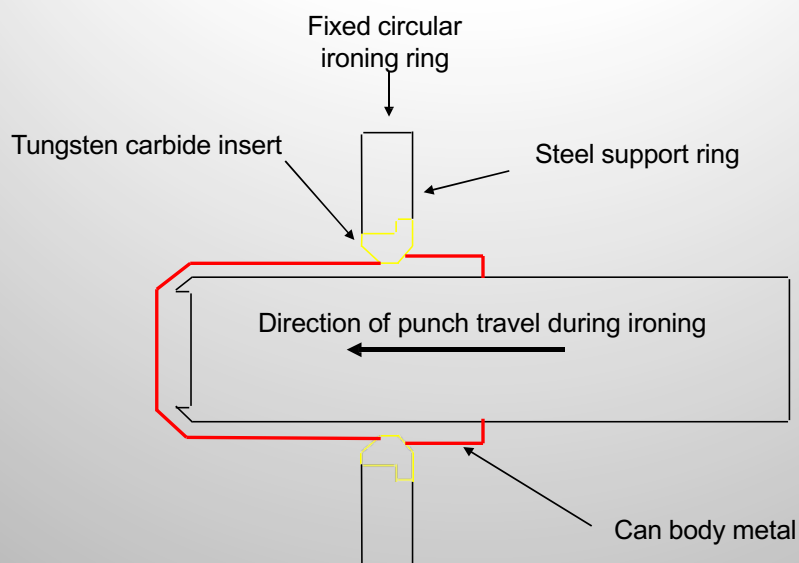 Fixed circular
ironing ring
Tungsten carbide insert
Steel support ring
Direction of punch travel during ironing
Can body metal